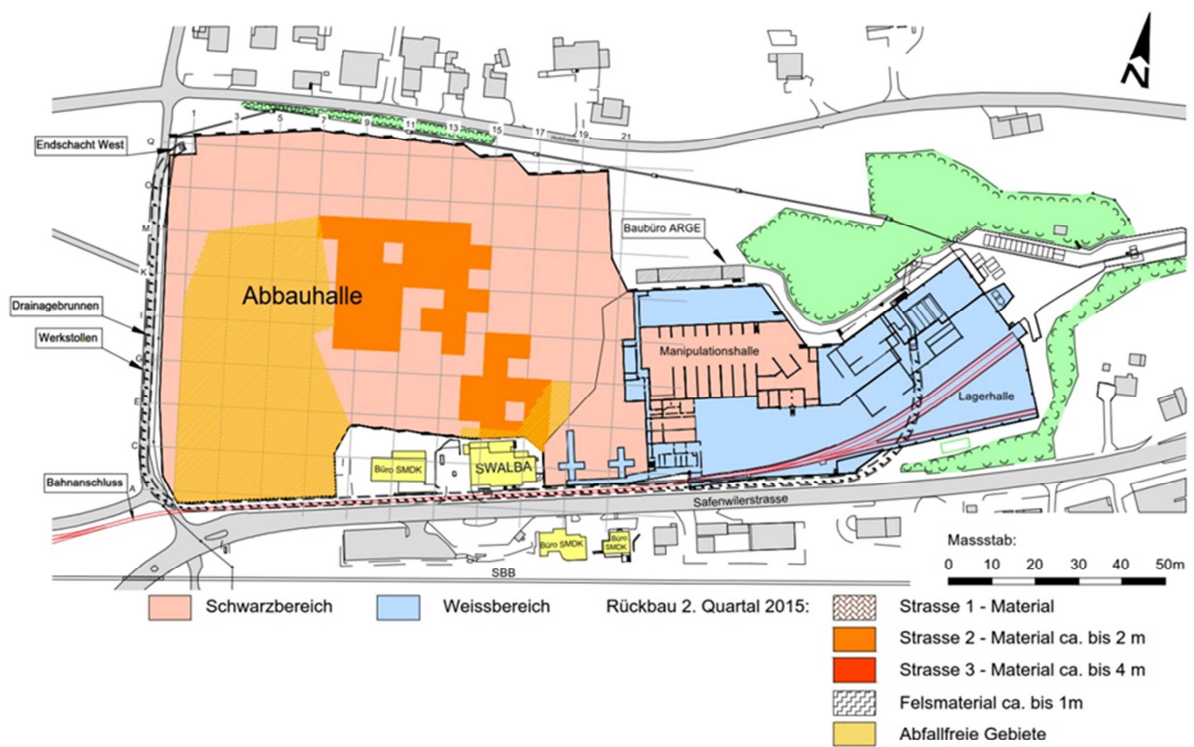 N
1
3
5
7
9
11
13
15
17
19
21
Q
Endschacht West
O
M
Baubüro ARGE
K
Abbauhalle
Drainagebrunnen
I
Werkstollen
Manipulationshalle
G
E
Lagerhalle
C
Büro SMDK
SWALBA
Bahnanschluss
A
Safenwilerstrasse
Büro SMDK
Büro
SMDK
SBB
Massstab:
0 10 20 30 40 50m
Schwarzbereich
Weissbereich
Rückbau 2. Quartal 2015:
Strasse 1 - Material
Strasse 2 - Material ca. bis 2 m
Strasse 3 - Material ca. bis 4 m
Felsmaterial ca. bis 1m
Abfallfreie Gebiete